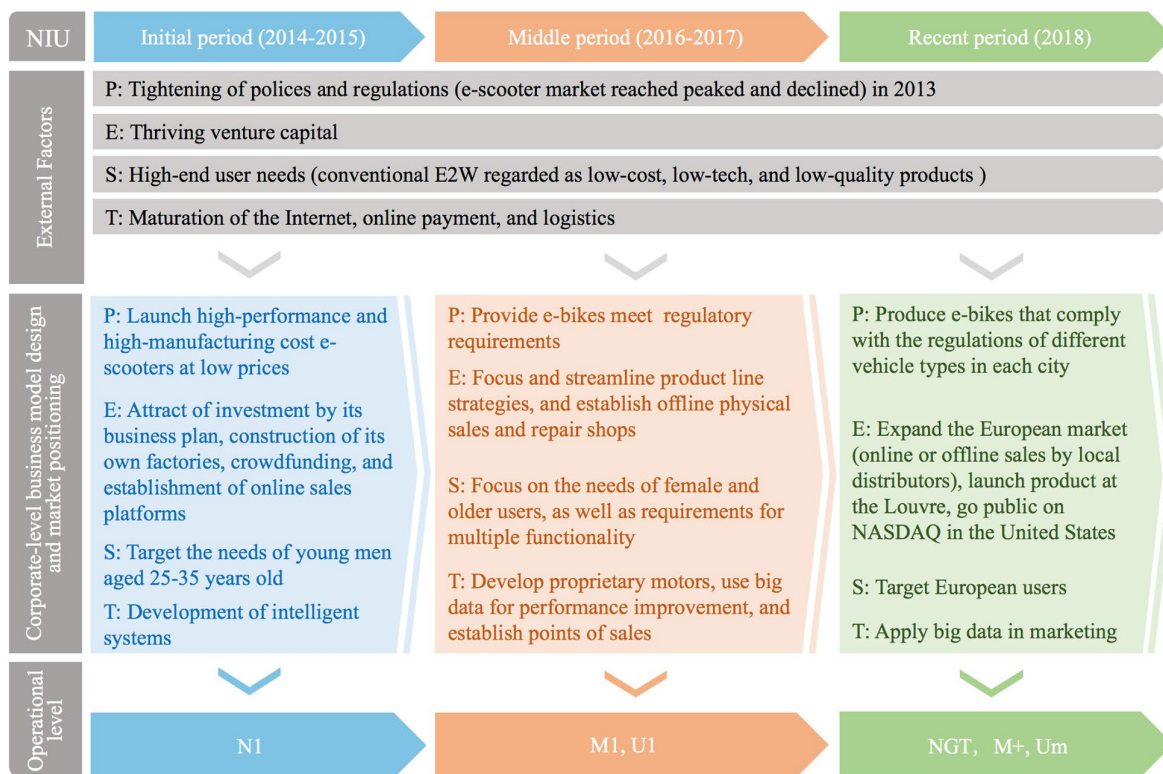 NIU
Initial period (2014-2015)
Middle period (2016-2017)
Recent period (2018)
External Factors
P: Tightening of polices and regulations (e-scooter market reached peaked and declined) in 2013
E: Thriving venture capital
S: High-end user needs (conventional E2W regarded as low-cost, low-tech, and low-quality products )
T: Maturation of the Internet, online payment, and logistics
Corporate-level business model design
and market positioning
P: Launch high-performance and
high-manufacturing cost e-
scooters at low prices
E: Attract of investment by its
business plan, construction of its
own factories, crowdfunding, and
establishment of online sales
platforms
S: Target the needs of young men
aged 25-35 years old
T: Development of intelligent
systems
P: Provide e-bikes meet regulatory
requirements
E: Focus and streamline product line
strategies, and establish offline physical
sales and repair shops
S: Focus on the needs of female and
older users, as well as requirements for
multiple functionality
T: Develop proprietary motors, use big
data for performance improvement, and
establish points of sales
P: Produce e-bikes that comply
with the regulations of different
vehicle types in each city
E: Expand the European market
(online or offline sales by local
distributors), launch product at
the Louvre, go public on
NASDAQ in the United States
S: Target European users
T: Apply big data in marketing
Operational
level
N1
M1, U1
NGT, M+, Um